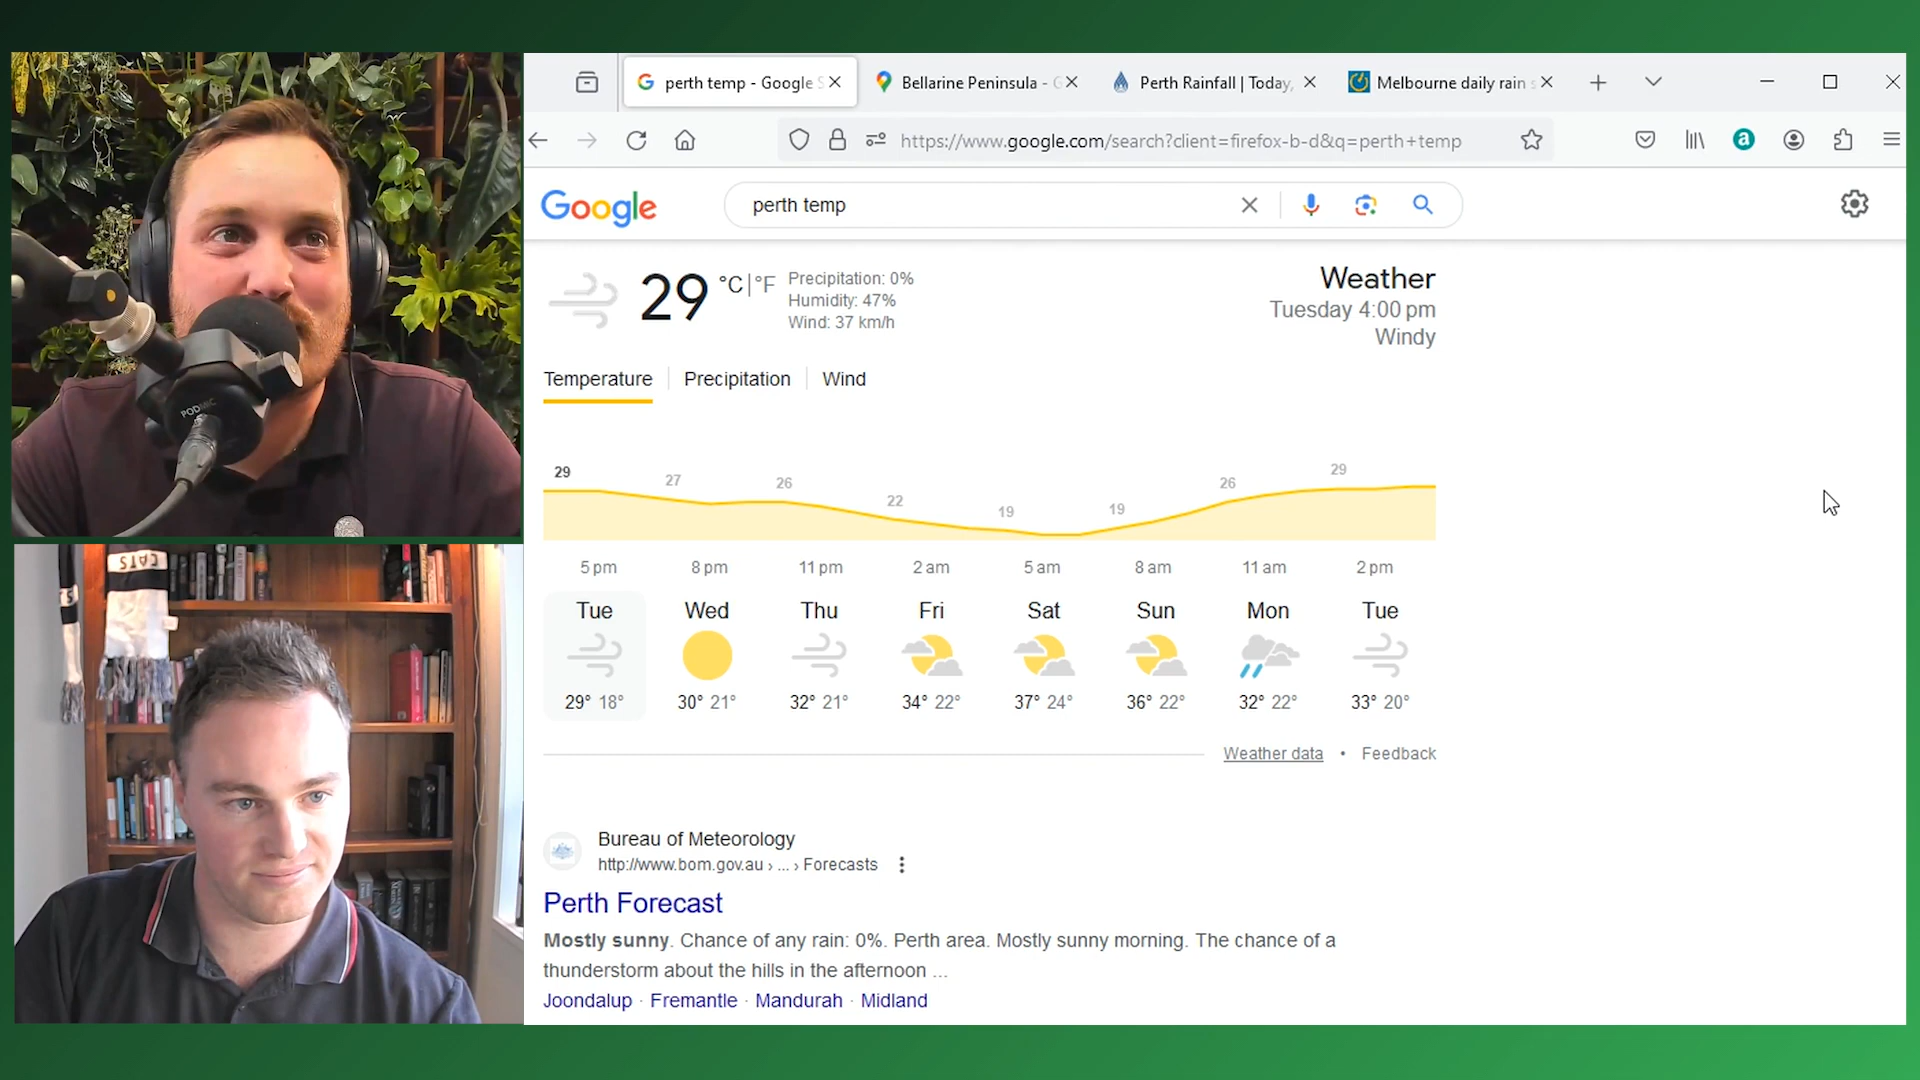 perth temp - Google S
Bellarine Peninsula - G
Perth Rainfall | Today,
Melbourne daily rain s
https://www.google.com/search?client=firefox-b-d&q=perth+temp
Google
perth temp
29
°C | °F
Precipitation: 0%
Humidity: 47%
Wind: 37 km/h
Weather
Tuesday 4:00 pm
Windy
Temperature
Precipitation
Wind
29 27 26 22 19 19 26 29
5 pm 8 pm 11 pm 2 am 5 am 8 am 11 am 2 pm
Tue Wed Thu Fri Sat Sun Mon Tue
29° 18° 30° 21° 32° 21° 34° 22° 37° 24° 36° 22° 32° 22° 33° 20°
Weather data • Feedback
Bureau of Meteorology
http://www.bom.gov.au › ... › Forecasts
Perth Forecast
Mostly sunny. Chance of any rain: 0%. Perth area. Mostly sunny morning. The chance of a
thunderstorm about the hills in the afternoon ...
Joondalup · Fremantle · Mandurah · Midland
PODMIC
CATS